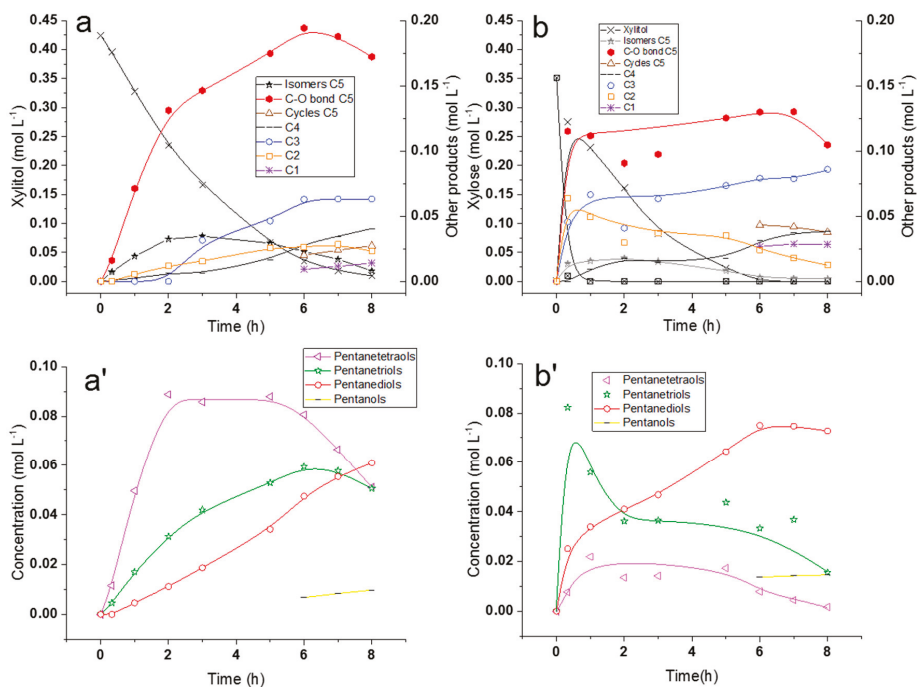 a
Xylitol (mol L⁻¹)
0.45
0.40
0.35
0.30
0.25
0.20
0.15
0.10
0.05
0.00
0.20
0.15
0.10
0.05
0.00
Other products (mol L⁻¹)
Isomers C5
C-O bond C5
Cycles C5
C4
C3
C2
C1
0 2 4 6 8
Time (h)
b
Xylose (mol L⁻¹)
0.45
0.40
0.35
0.30
0.25
0.20
0.15
0.10
0.05
0.00
0.20
0.15
0.10
0.05
0.00
Other products (mol L⁻¹)
Xylitol
Isomers C5
C-O bond C5
Cycles C5
C4
C3
C2
C1
0 2 4 6 8
Time (h)
a'
Concentration (mol L⁻¹)
0.10
0.08
0.06
0.04
0.02
0.00
Pentanetetraols
Pentanetriols
Pentanediols
Pentanols
0 2 4 6 8
Time (h)
b'
Concentration (mol L⁻¹)
0.10
0.08
0.06
0.04
0.02
0.00
Pentanetetraols
Pentanetriols
Pentanediols
Pentanols
0 2 4 6 8
Time(h)